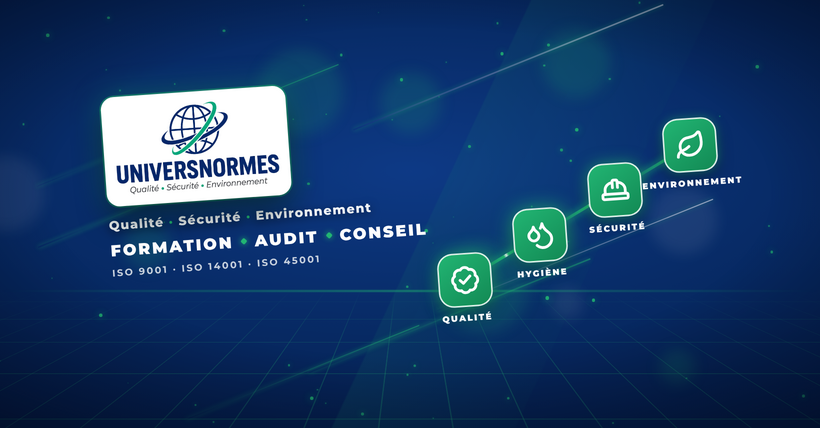 UNIVERSNORMES
Qualité • Sécurité • Environnement
Qualité · Sécurité · Environnement
FORMATION • AUDIT • CONSEIL
ISO 9001 · ISO 14001 · ISO 45001
QUALITÉ
HYGIÈNE
SÉCURITÉ
ENVIRONNEMENT